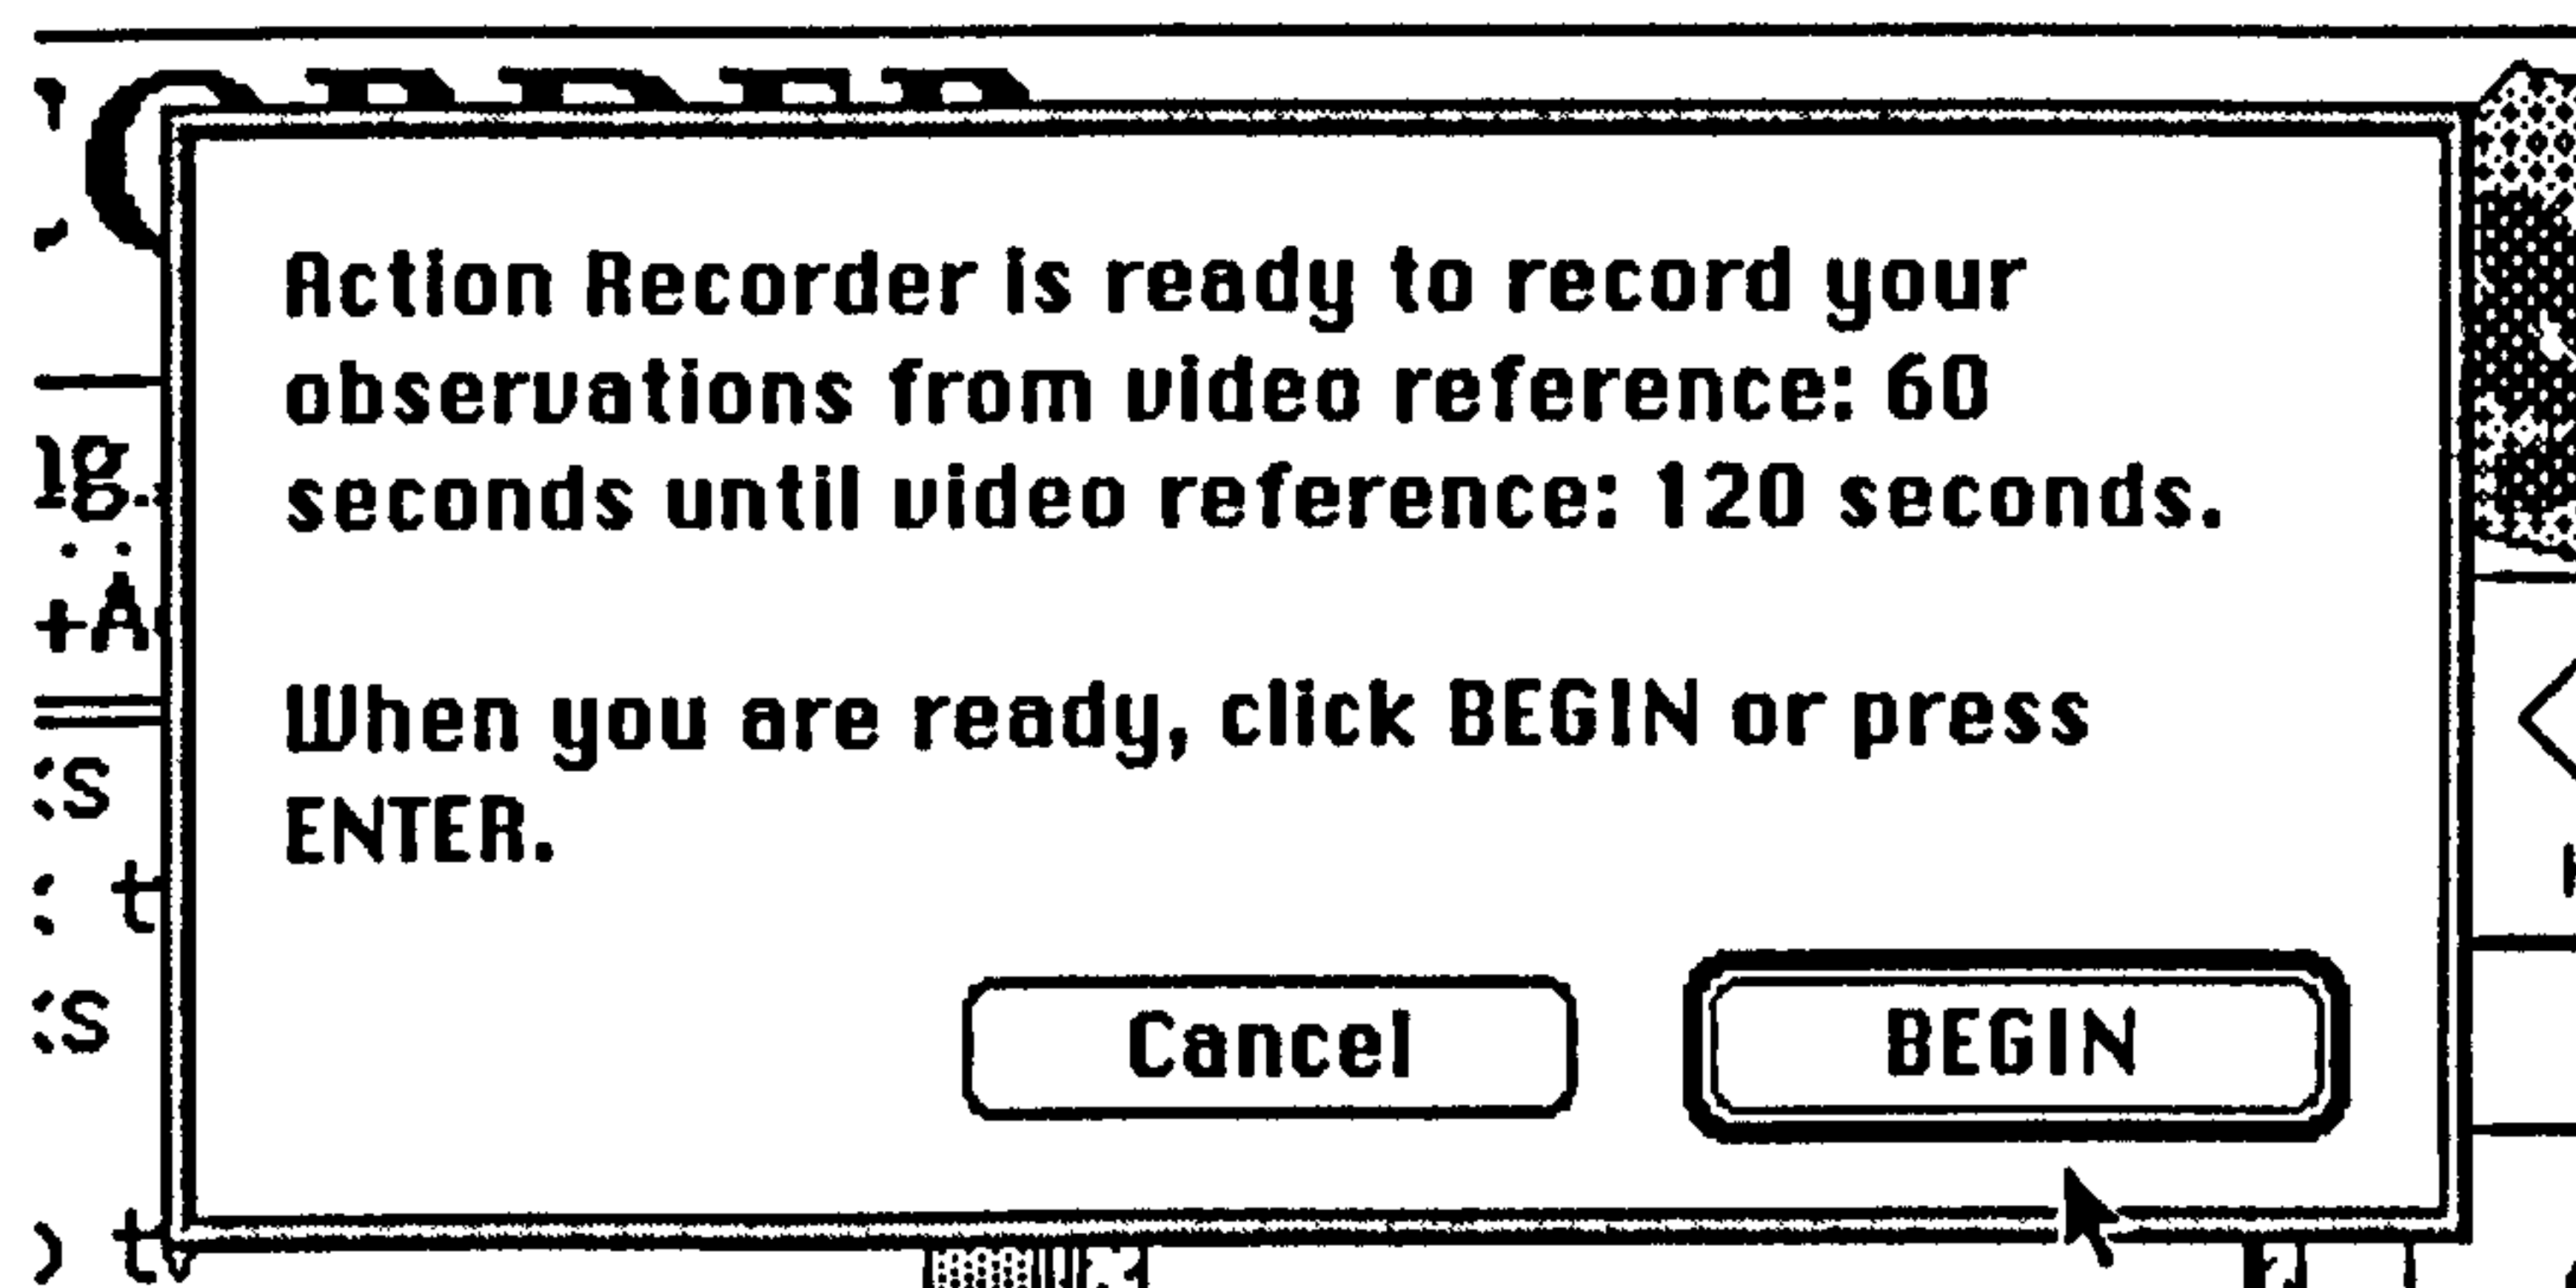 Action Recorder is ready to record your
observations from video reference: 60
seconds until video reference: 120 seconds.
When you are ready, click BEGIN or press
ENTER.
Cancel
BEGIN